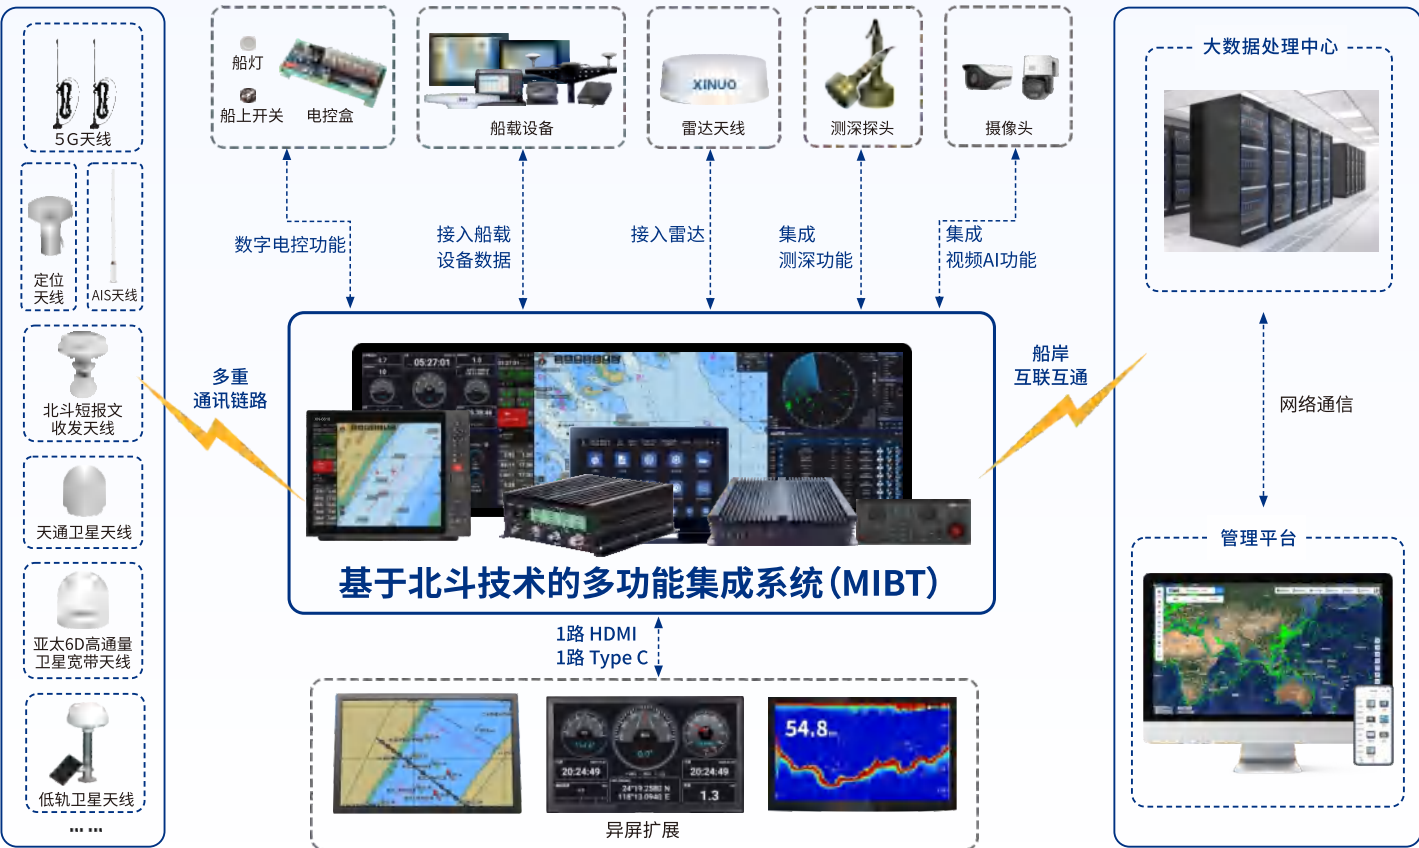 5G天线
定位
天线
AIS天线
北斗短报文
收发天线
天通卫星天线
亚太6D高通量
卫星宽带天线
低轨卫星天线
... ...
多重
通讯链路
船灯
船上开关
电控盒
船载设备
XINUO
雷达天线
测深探头
摄像头
数字电控功能
接入船载
设备数据
接入雷达
集成
测深功能
集成
视频AI功能
05:27:01
基于北斗技术的多功能集成系统(MIBT)
1路 HDMI
1路 Type C
20:24:49
0.0°
24°19.2580 N
118°13.0940 E
20:24:49
1.3
54.8
异屏扩展
船岸
互联互通
大数据处理中心
网络通信
管理平台